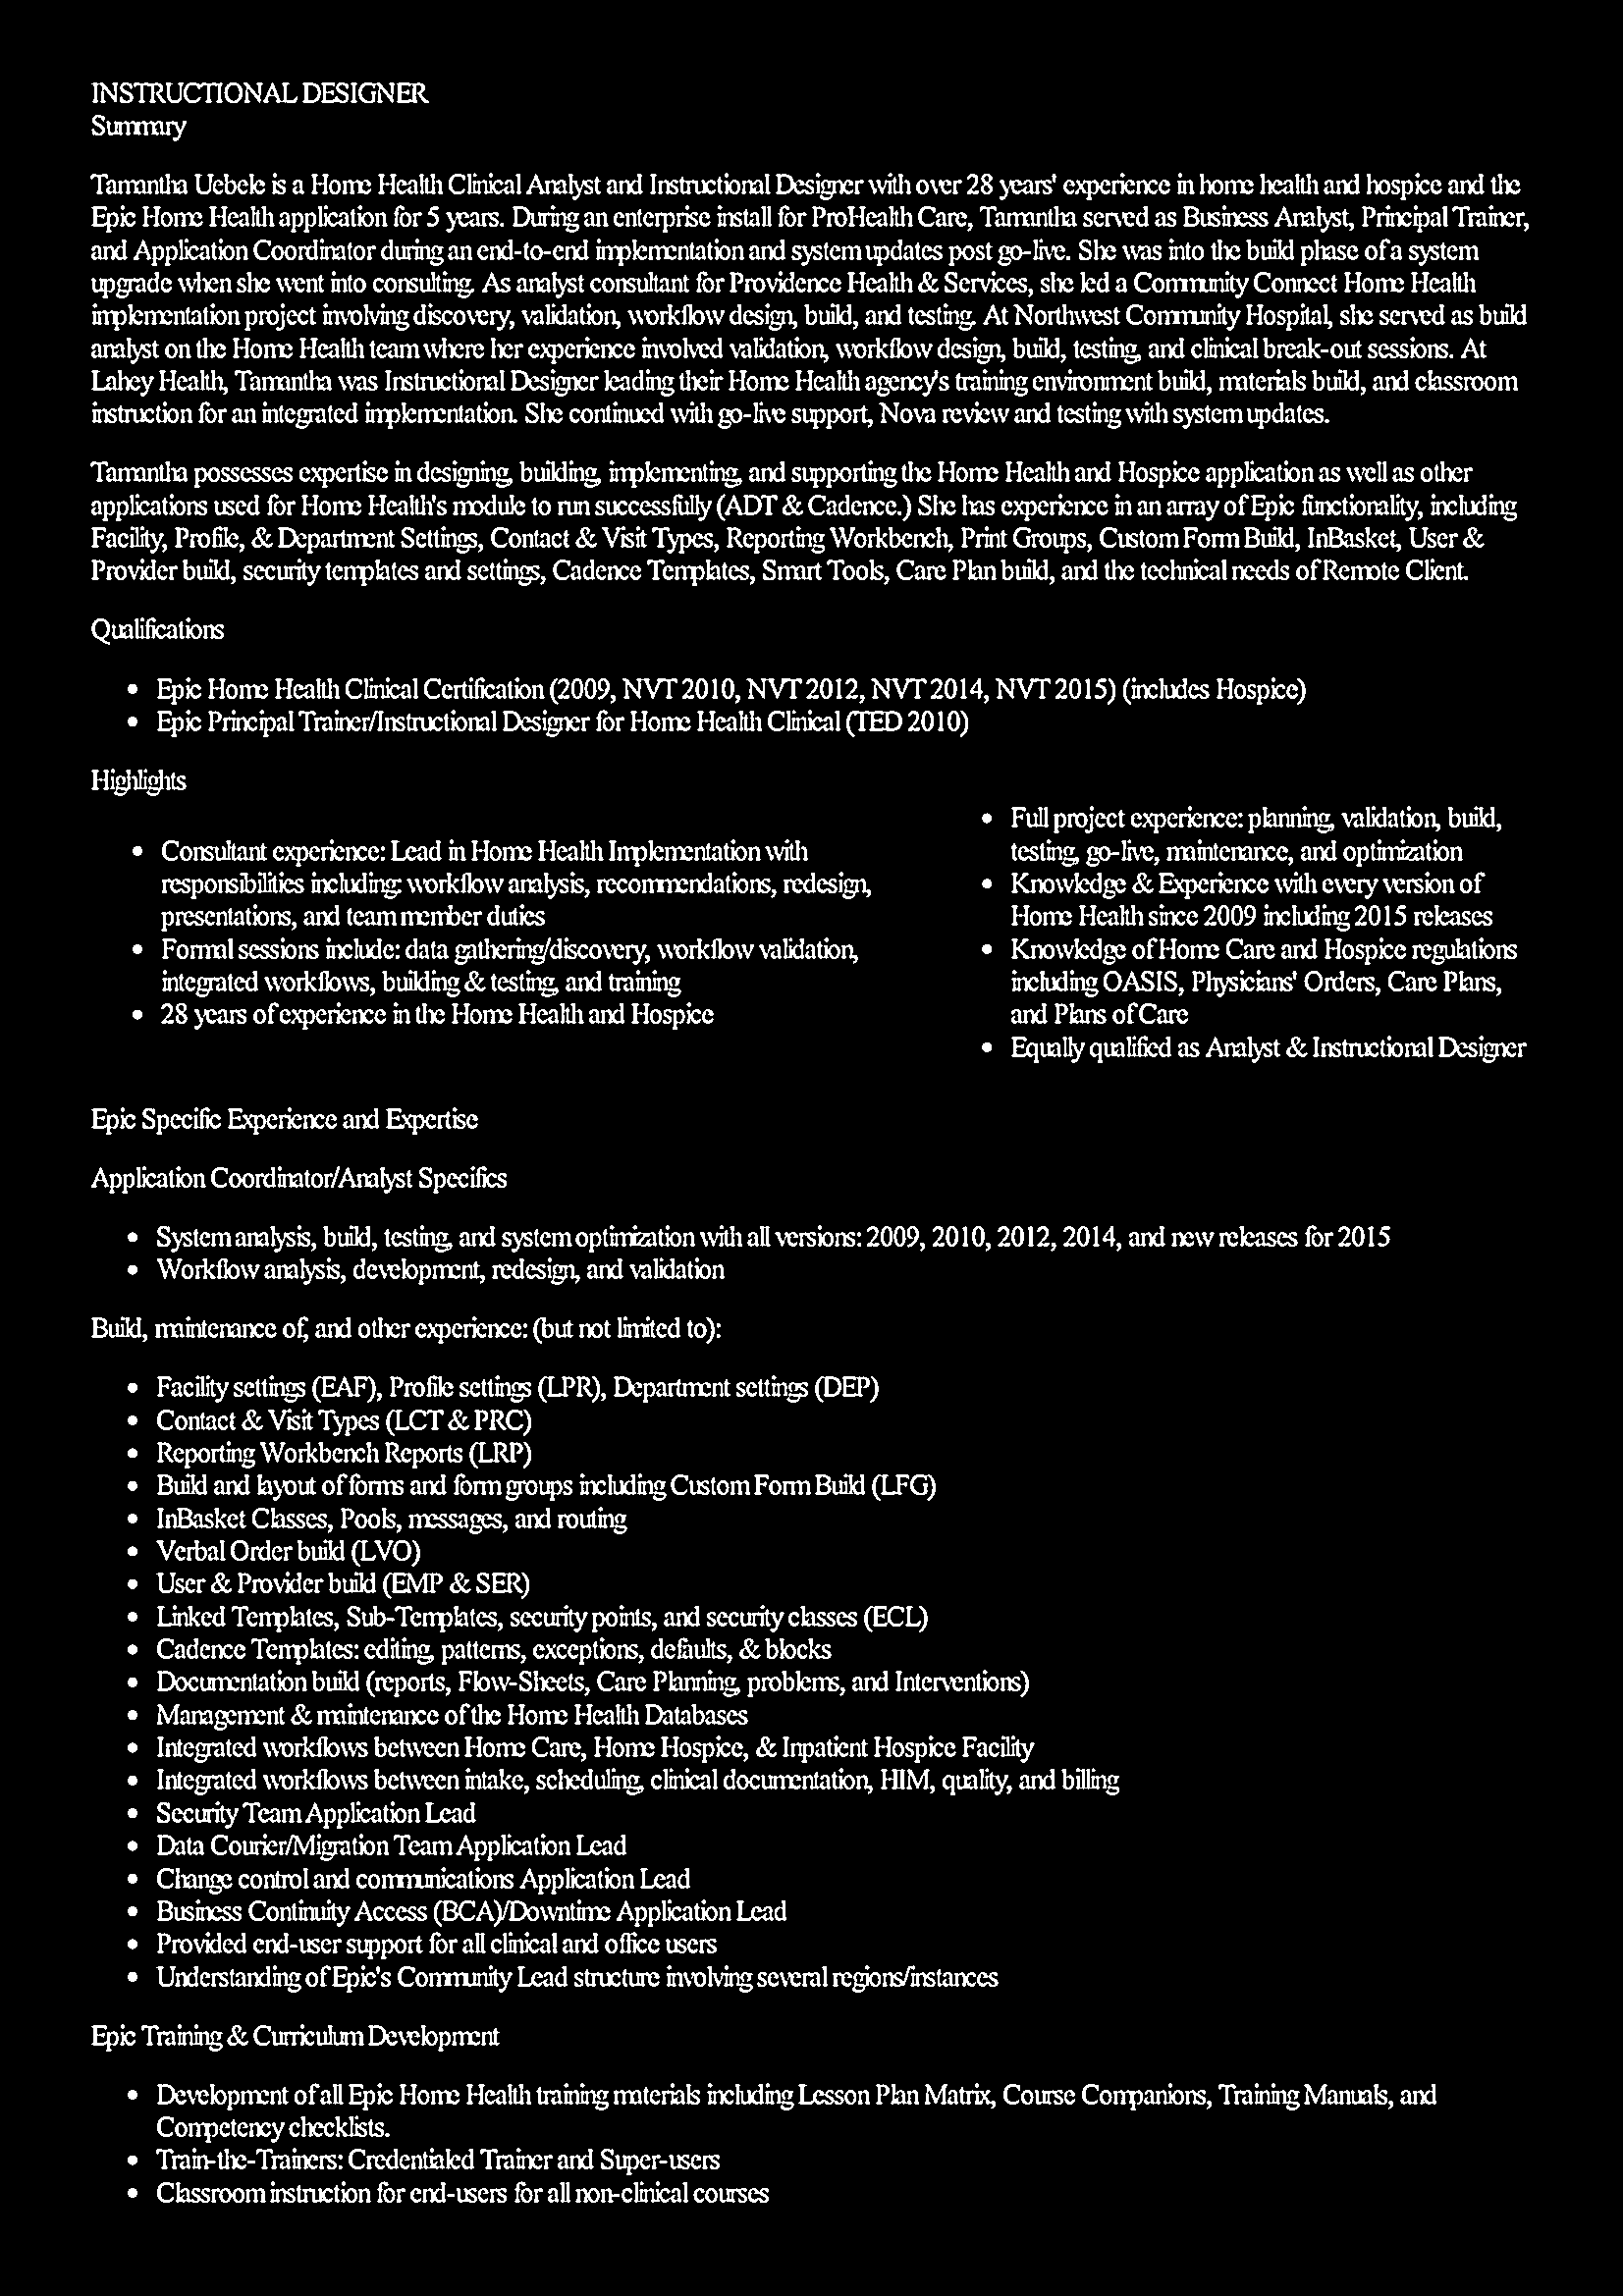 INSTRUCTIONAL DESIGNER
Summary
Tamantha Uebele is a Home Health Clinical Analyst and Instructional Designer with over 28 years' experience in home health and hospice and the
Epic Home Health application for 5 years. During an enterprise install for ProHealth Care, Tamantha served as Business Analyst, Principal Trainer,
and Application Coordinator during an end-to-end implementation and system updates post go-live. She was into the build phase of a system
upgrade when she went into consulting. As analyst consultant for Providence Health & Services, she led a Community Connect Home Health
implementation project involving discovery, validation, workflow design, build, and testing. At Northwest Community Hospital, she served as build
analyst on the Home Health team where her experience involved validation, workflow design, build, testing, and clinical break-out sessions. At
Lahey Health, Tamantha was Instructional Designer leading their Home Health agency's training environment build, materials build, and classroom
instruction for an integrated implementation. She continued with go-live support, Nova review and testing with system updates.
Tamantha possesses expertise in designing, building, implementing, and supporting the Home Health and Hospice application as well as other
applications used for Home Health's module to run successfully (ADT & Cadence.) She has experience in an array of Epic functionality, including
Facility, Profile, & Department Settings, Contact & Visit Types, Reporting Workbench, Print Groups, Custom Form Build, InBasket, User &
Provider build, security templates and settings, Cadence Templates, Smart Tools, Care Plan build, and the technical needs of Remote Client.
Qualifications
• Epic Home Health Clinical Certification (2009, NVT 2010, NVT 2012, NVT 2014, NVT 2015) (includes Hospice)
• Epic Principal Trainer/Instructional Designer for Home Health Clinical (TED 2010)
Highlights
• Consultant experience: Lead in Home Health Implementation with
responsibilities including: workflow analysis, recommendations, redesign,
presentations, and team member duties
• Formal sessions include: data gathering/discovery, workflow validation,
integrated workflows, building & testing, and training
• 28 years of experience in the Home Health and Hospice
• Full project experience: planning, validation, build,
testing, go-live, maintenance, and optimization
• Knowledge & Experience with every version of
Home Health since 2009 including 2015 releases
• Knowledge of Home Care and Hospice regulations
including OASIS, Physicians' Orders, Care Plans,
and Plans of Care
• Equally qualified as Analyst & Instructional Designer
Epic Specific Experience and Expertise
Application Coordinator/Analyst Specifics
• System analysis, build, testing, and system optimization with all versions: 2009, 2010, 2012, 2014, and new releases for 2015
• Workflow analysis, development, redesign, and validation
Build, maintenance of, and other experience: (but not limited to):
• Facility settings (EAF), Profile settings (LPR), Department settings (DEP)
• Contact & Visit Types (LCT & PRC)
• Reporting Workbench Reports (LRP)
• Build and layout of forms and form groups including Custom Form Build (LFG)
• InBasket Classes, Pools, messages, and routing
• Verbal Order build (LVO)
• User & Provider build (EMP & SER)
• Linked Templates, Sub-Templates, security points, and security classes (ECL)
• Cadence Templates: editing, patterns, exceptions, defaults, & blocks
• Documentation build (reports, Flow-Sheets, Care Planning, problems, and Interventions)
• Management & maintenance of the Home Health Databases
• Integrated workflows between Home Care, Home Hospice, & Inpatient Hospice Facility
• Integrated workflows between intake, scheduling, clinical documentation, HIM, quality, and billing
• Security Team Application Lead
• Data Courier/Migration Team Application Lead
• Change control and communications Application Lead
• Business Continuity Access (BCA)/Downtime Application Lead
• Provided end-user support for all clinical and office users
• Understanding of Epic's Community Lead structure involving several regions/instances
Epic Training & Curriculum Development
• Development of all Epic Home Health training materials including Lesson Plan Matrix, Course Companions, Training Manuals, and
Competency checklists.
• Train-the-Trainers: Credentialed Trainer and Super-users
• Classroom instruction for end-users for all non-clinical courses